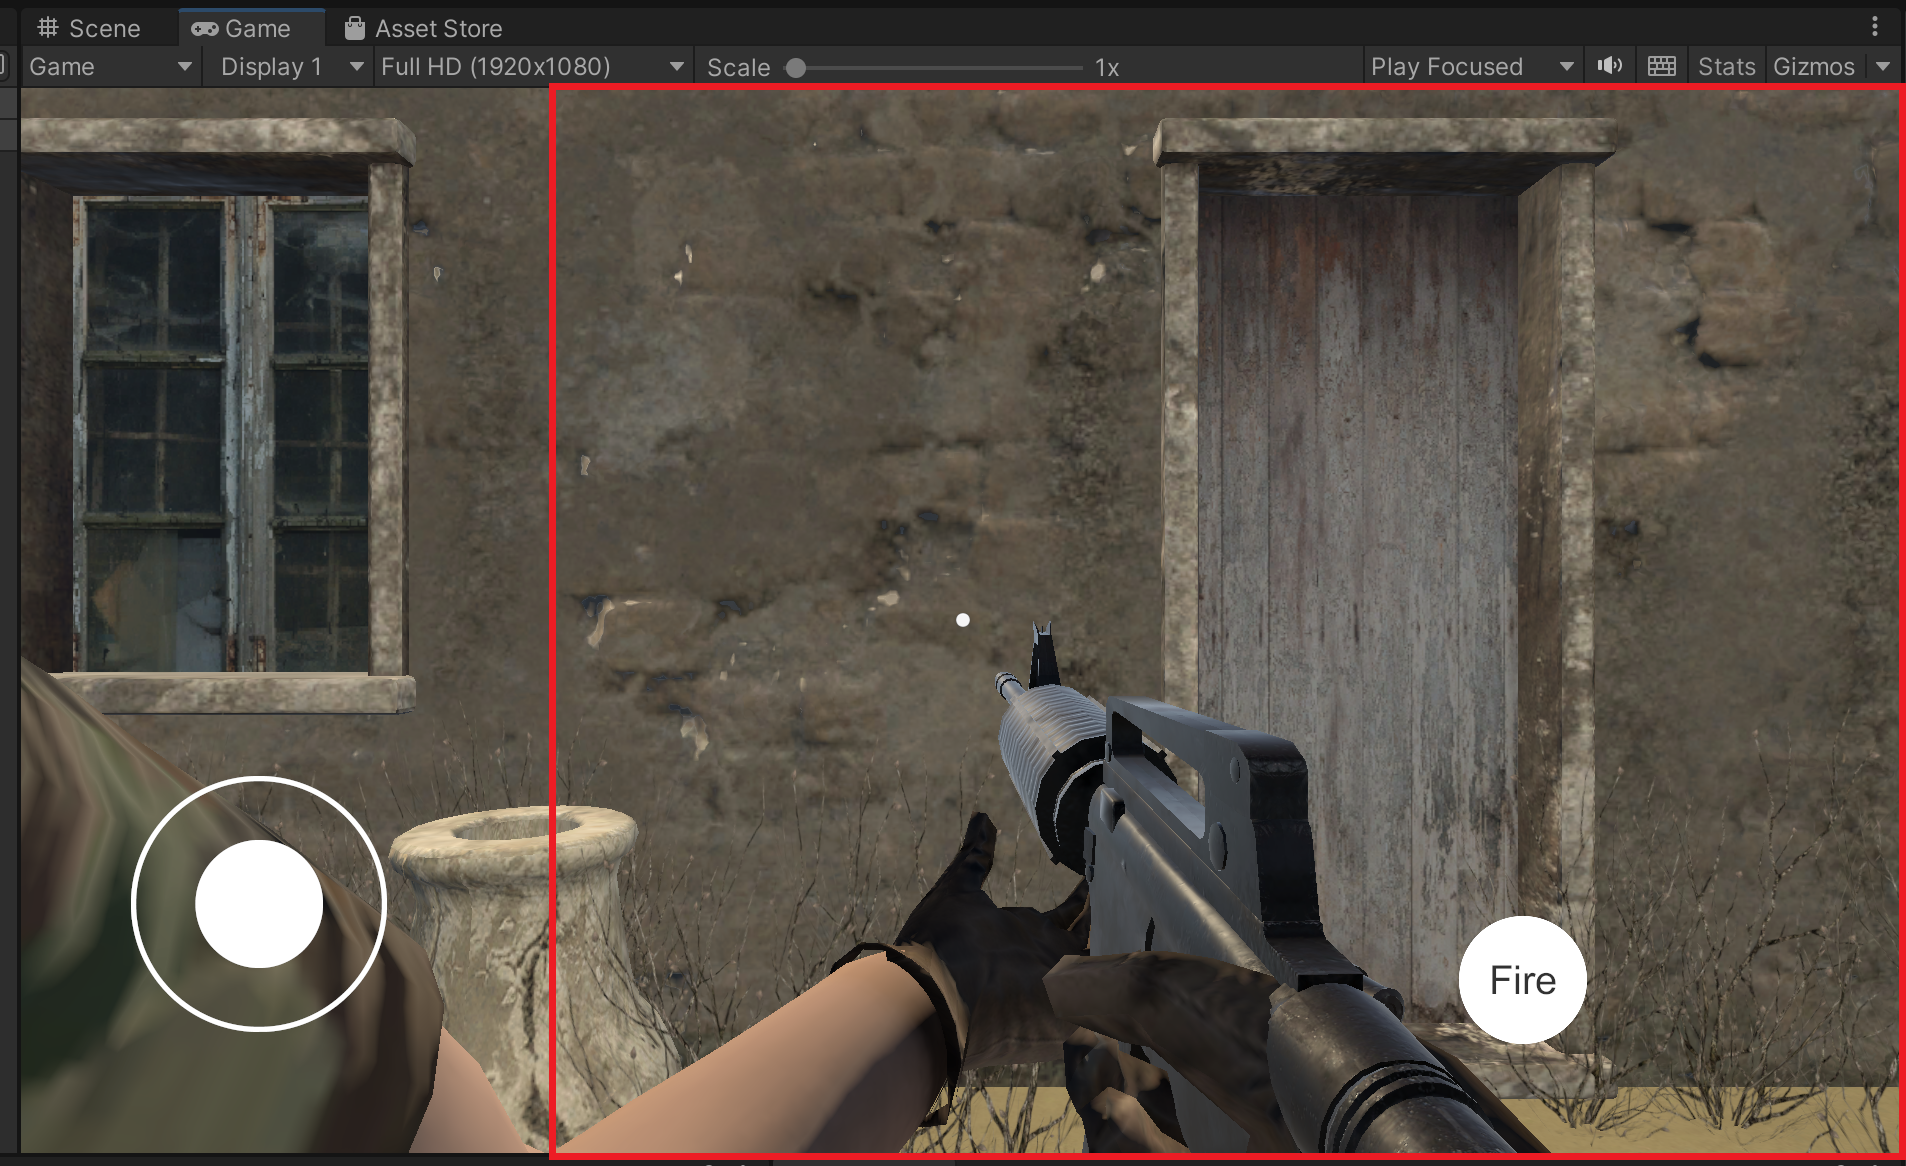 Scene Game Asset Store
Game Display 1 Full HD (1920x1080) Scale 1x Play Focused Stats Gizmos
Fire